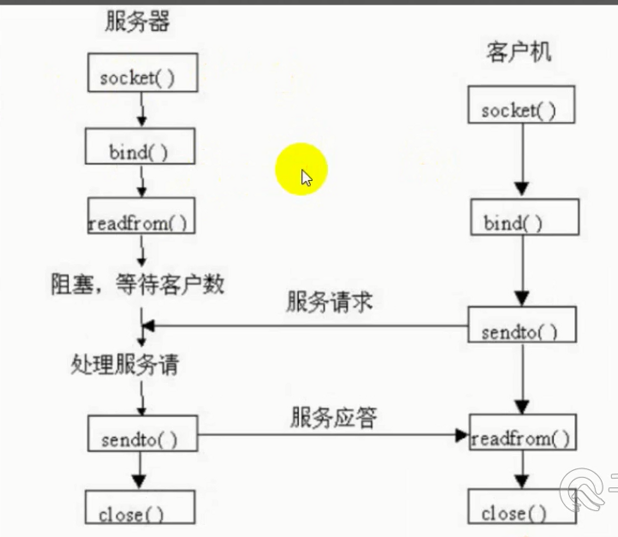 服务器
socket()
bind()
readfrom()
阻塞，等待客户数
处理服务请
sendto()
close()
服务请求
服务应答
客户机
socket()
bind()
sendto()
readfrom()
close()